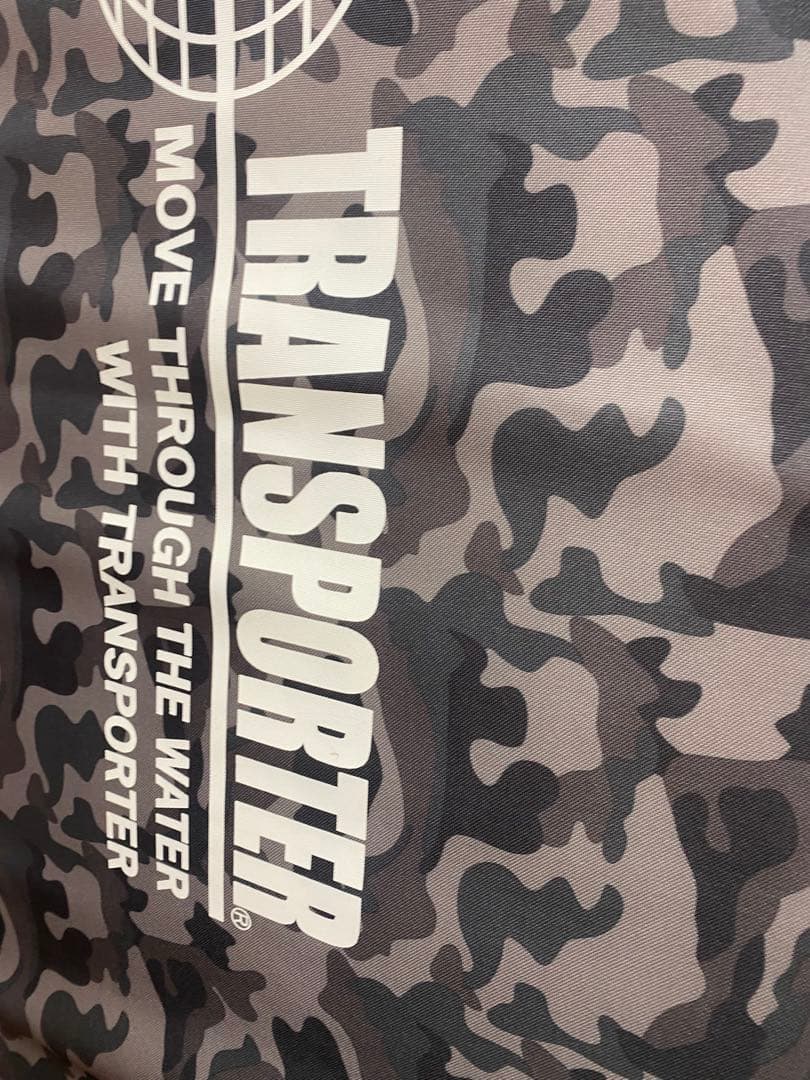 TRANSPORTER®
MOVE THROUGH THE WATER
WITH TRANSPORTER